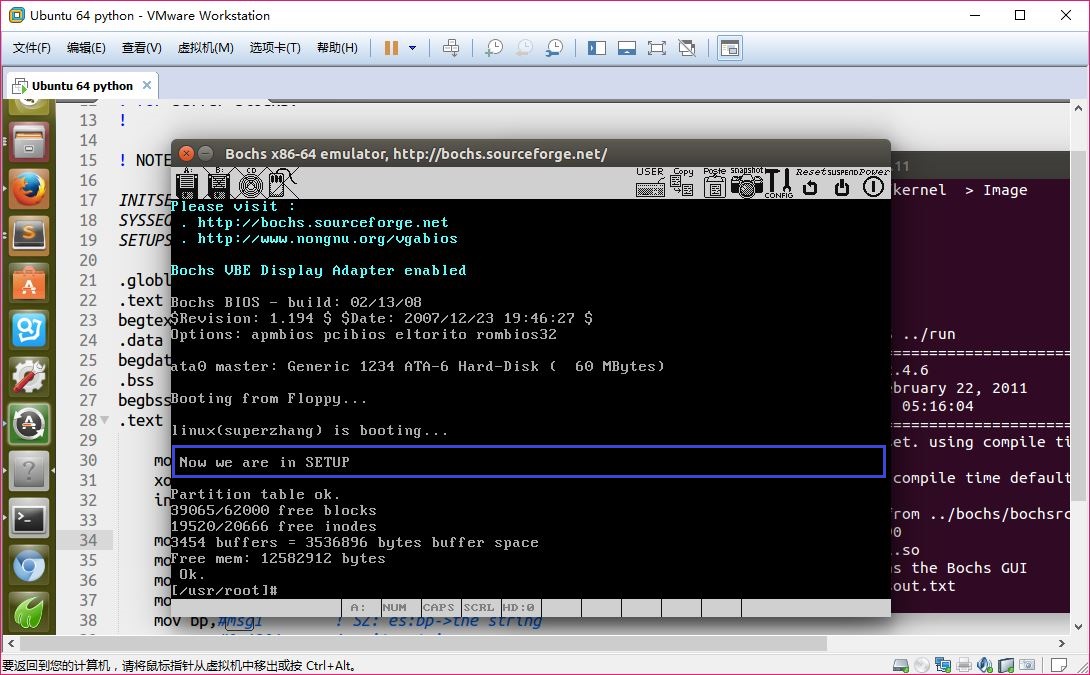 Ubuntu 64 python - VMware Workstation
文件(F) 编辑(E) 查看(V) 虚拟机(M) 选项卡(T) 帮助(H)
Ubuntu 64 python
13 !
14
15 ! NOTE
16
17 INITSE
18 SYSSEG
19 SETUPS
20
21 .globl
22 .text
23 begtex
24 .data
25 begdat
26 .bss
27 begbss
28 .text
29
30 mo
31 xo
32 in
33
34 mo
35 mo
36 mo
37 mo
38 mov bp,#msg1 ! SZ: es:bp->the string
Bochs x86-64 emulator, http://bochs.sourceforge.net/
A: B: CD USER Copy Paste snapshot CONFIG Reset SUSPEND Power
Please visit :
. http://bochs.sourceforge.net
. http://www.nongnu.org/vgabios
Bochs VBE Display Adapter enabled
Bochs BIOS - build: 02/13/08
$Revision: 1.194 $ $Date: 2007/12/23 19:46:27 $
Options: apmbios pcibios eltorito rombios32
ata0 master: Generic 1234 ATA-6 Hard-Disk ( 60 MBytes)
Booting from Floppy...
linux(superzhang) is booting...
Now we are in SETUP
Partition table ok.
39065/62000 free blocks
19520/20666 free inodes
3454 buffers = 3536896 bytes buffer space
Free mem: 12582912 bytes
Ok.
[/usr/root]#
A: NUM CAPS SCRL HD:0
11
kernel > Image
../run
.4.6
bruary 22, 2011
05:16:04
et. using compile ti
compile time default
rom ../bochs/bochsrc
.so
s the Bochs GUI
out.txt
要返回到您的计算机，请将鼠标指针从虚拟机中移出或按 Ctrl+Alt。